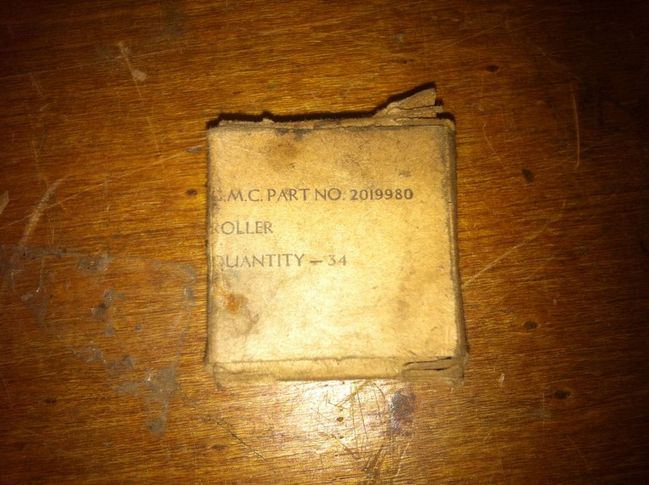 G.M.C. PART NO. 2019980
ROLLER
QUANTITY – 34